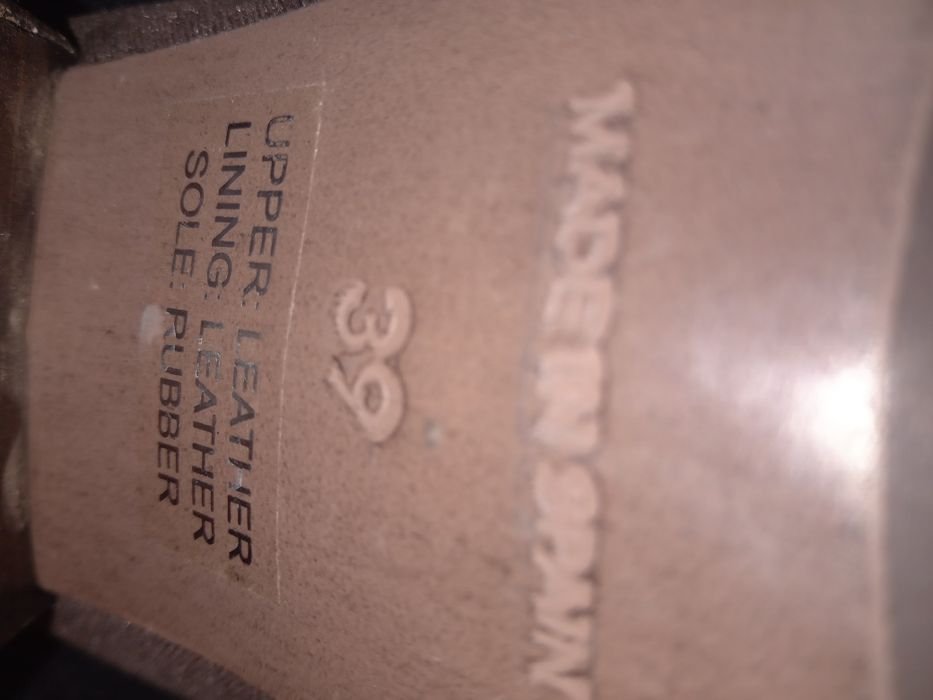 MADE IN SPAIN
39
UPPER: LEATHER
LINING: LEATHER
SOLE: RUBBER